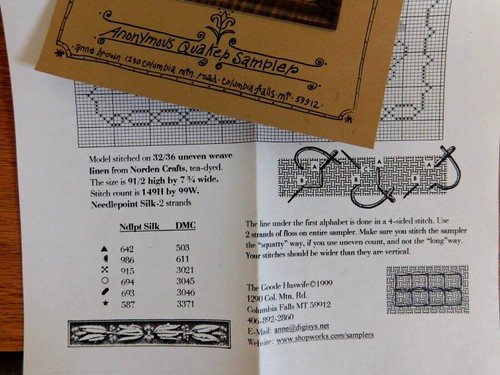 Anonymous Quaker Sampler
anne brown · 1290 columbia mtn. road · columbia falls · mt · 59912 ·
Model stitched on 32/36 uneven weave
linen from Norden Crafts, tea-dyed.
The size is 9 1/2 high by 7 ¾ wide.
Stitch count is 149H by 99W.
Needlepoint Silk-2 strands
Ndlpt Silk DMC
642 503
986 611
915 3021
694 3045
693 3046
587 3371
A
B
A
B
A
B
The line under the first alphabet is done in a 4-sided stitch. Use
2 strands of floss on entire sampler. Make sure you stitch the sampler
the "squatty" way, if you use uneven count, and not the "long" way.
Your stitches should be wider than they are vertical.
The Goode Huswife©1999
1290 Col. Mtn. Rd.
Columbia Falls MT 59912
406-892-2860
E-Mail: anne@digisys.net
Website: www.shopworks.com/samplers